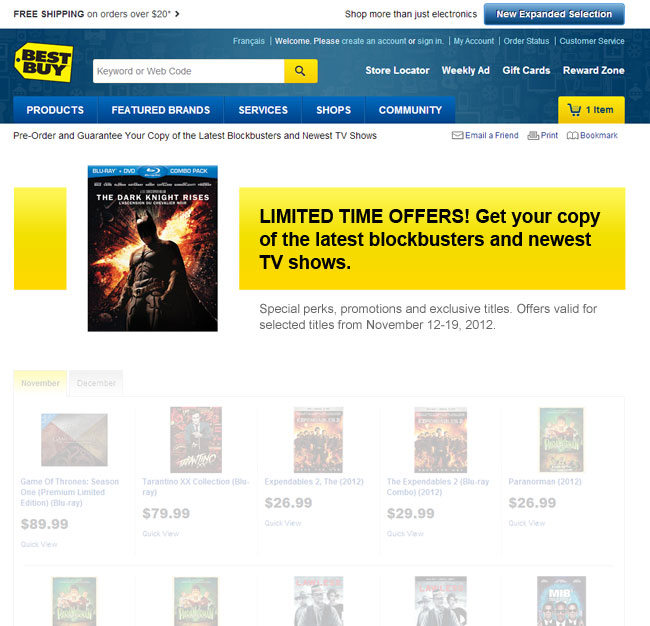 FREE SHIPPING on orders over $20* >
Shop more than just electronics
New Expanded Selection
Français | Welcome. Please create an account or sign in. | My Account | Order Status | Customer Service
BEST BUY
Keyword or Web Code
Store Locator Weekly Ad Gift Cards Reward Zone
PRODUCTS FEATURED BRANDS SERVICES SHOPS COMMUNITY
1 Item
Pre-Order and Guarantee Your Copy of the Latest Blockbusters and Newest TV Shows
Email a Friend Print Bookmark
BLU-RAY + DVD COMBO PACK
THE DARK KNIGHT RISES
L'ASCENSION DU CHEVALIER NOIR
LIMITED TIME OFFERS! Get your copy
of the latest blockbusters and newest
TV shows.
Special perks, promotions and exclusive titles. Offers valid for
selected titles from November 12-19, 2012.
November December
Game Of Thrones: Season
One (Premium Limited
Edition) (Blu-ray)
$89.99
Quick View
TARANTINO
Tarantino XX Collection (Blu-
ray)
$79.99
Quick View
Expendables 2, The (2012)
$26.99
Quick View
The Expendables 2 (Blu-ray
Combo) (2012)
$29.99
Quick View
Paranorman (2012)
$26.99
Quick View
MIB